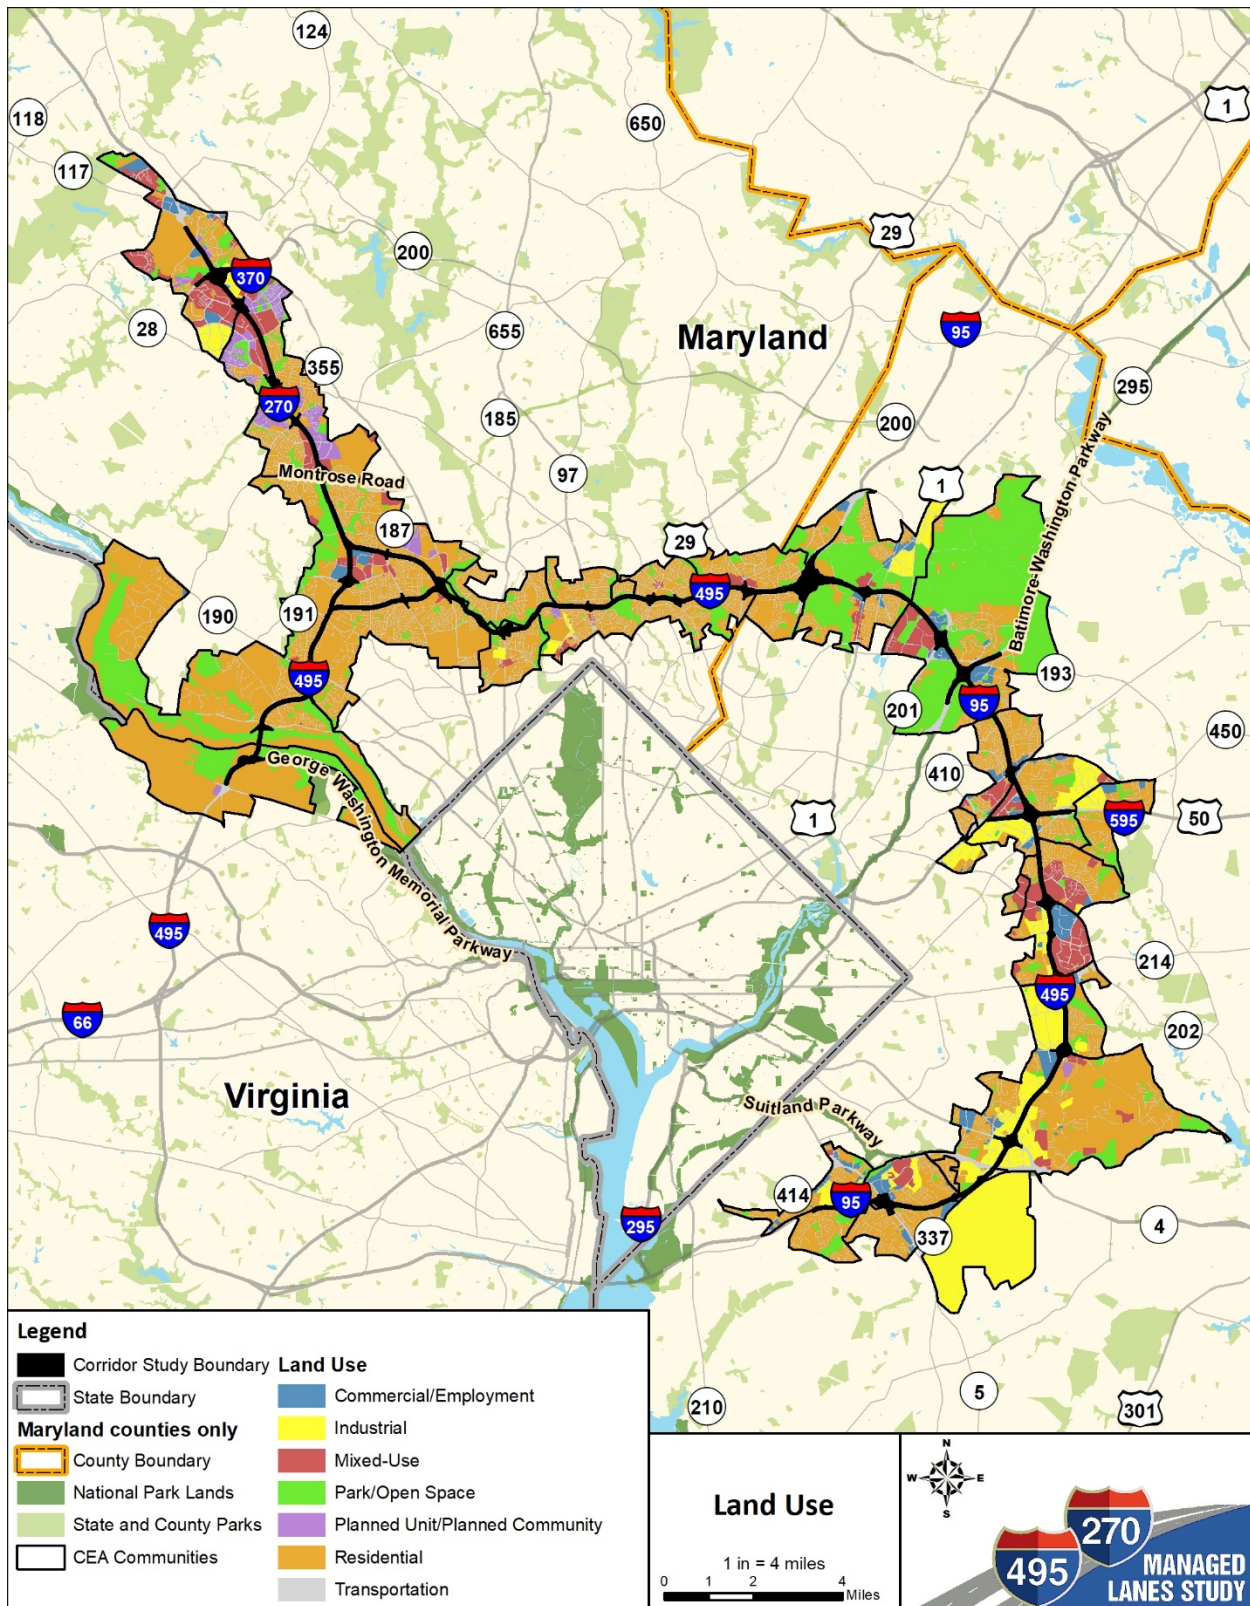 124
118
650
1
117
29
200
370
95
28
Maryland
655
355
295
270
185
200
Batimore-Washington Parkway
97
1
Montrose Road
187
29
495
190
191
193
495
95
201
450
George Washington Memorial Parkway
410
1
595
50
495
214
495
66
202
Virginia
Suitland Parkway
414
95
295
337
4
5
210
301
Legend
Corridor Study Boundary
State Boundary
Maryland counties only
County Boundary
National Park Lands
State and County Parks
CEA Communities
Land Use
Commercial/Employment
Industrial
Mixed-Use
Park/Open Space
Planned Unit/Planned Community
Residential
Transportation
Land Use
1 in = 4 miles
0 1 2 4
Miles
N
W E
S
270
495
MANAGED
LANES STUDY